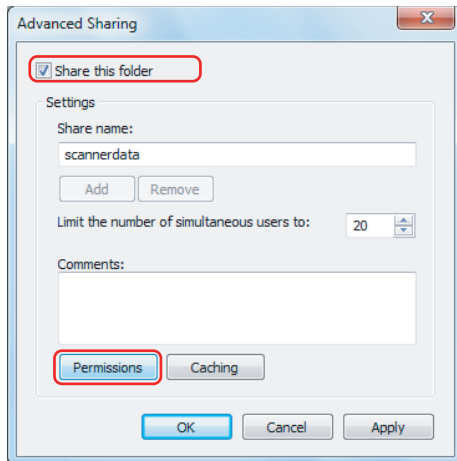 Advanced Sharing
Share this folder
Settings
Share name:
scannerdata
Add Remove
Limit the number of simultaneous users to: 20
Comments:
Permissions Caching
OK Cancel Apply